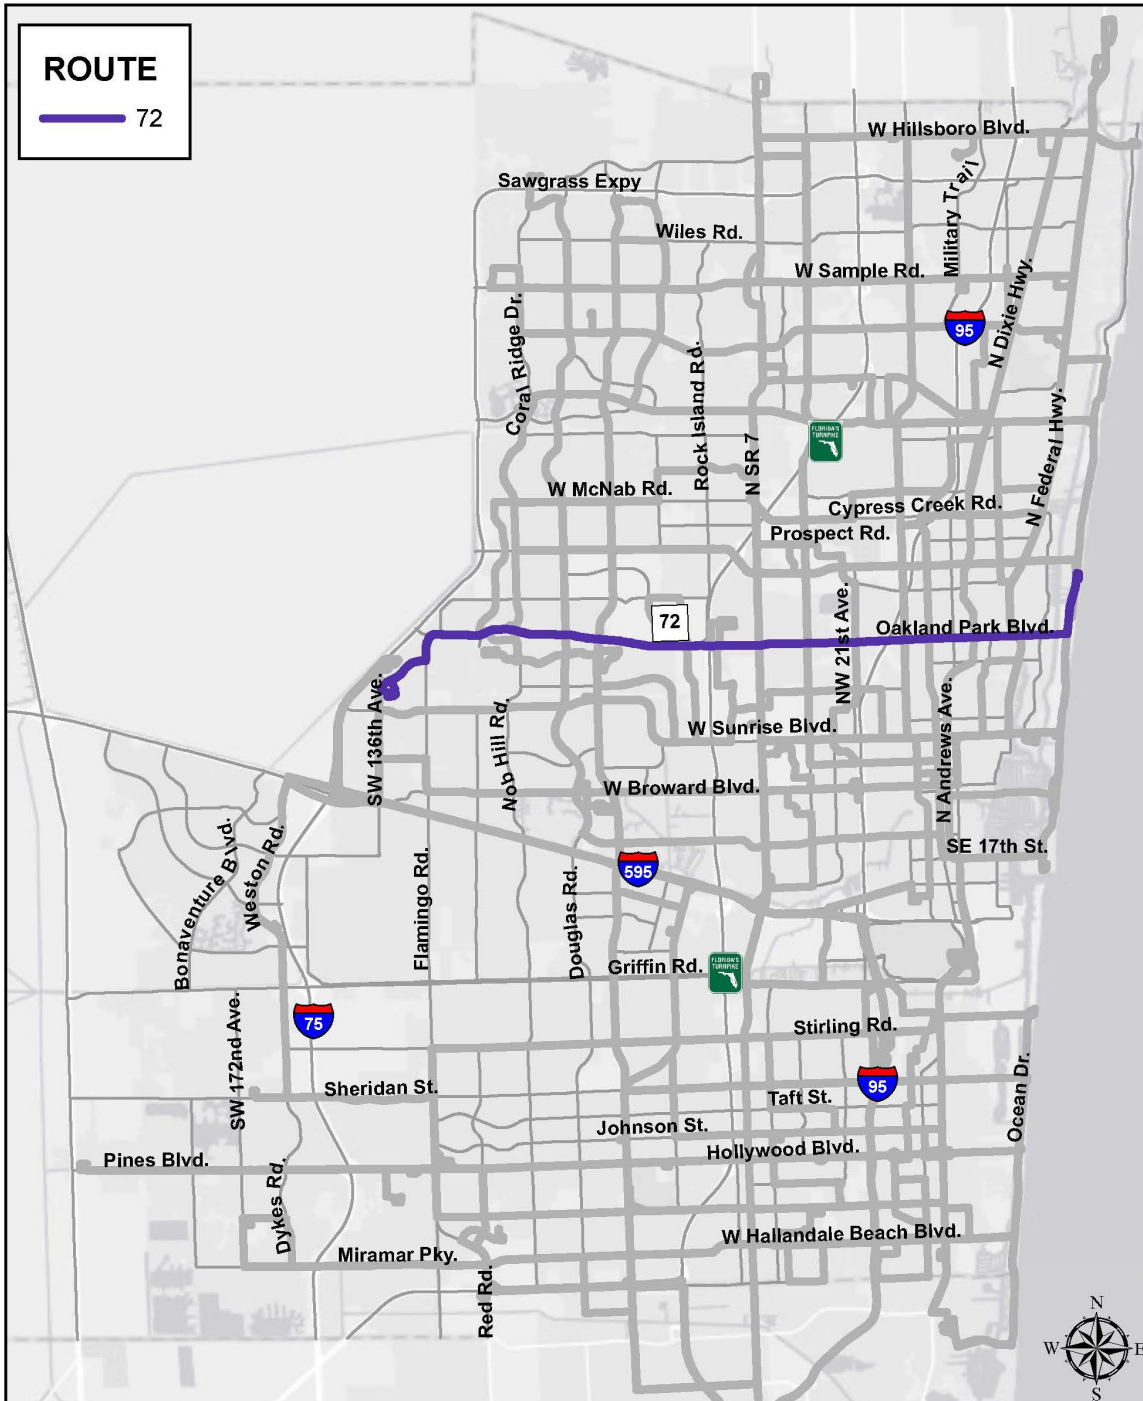 ROUTE
72
W Hillsboro Blvd.
Sawgrass Expy
Military Trail
Wiles Rd.
W Sample Rd.
N Dixie Hwy.
95
Coral Ridge Dr.
Rock Island Rd.
N SR 7
FLORIDA'S
TURNPIKE
N Federal Hwy.
W McNab Rd.
Cypress Creek Rd.
Prospect Rd.
72
NW 21st Ave.
Oakland Park Blvd.
SW 136th Ave.
Nob Hill Rd.
W Sunrise Blvd.
N Andrews Ave.
W Broward Blvd.
SE 17th St.
Bonaventure Blvd.
Weston Rd.
595
Flamingo Rd.
Douglas Rd.
Griffin Rd.
FLORIDA'S
TURNPIKE
75
SW 172nd Ave.
Stirling Rd.
95
Sheridan St.
Taft St.
Ocean Dr.
Johnson St.
Pines Blvd.
Hollywood Blvd.
Dykes Rd.
Miramar Pky.
W Hallandale Beach Blvd.
Red Rd.
N
W
E
S